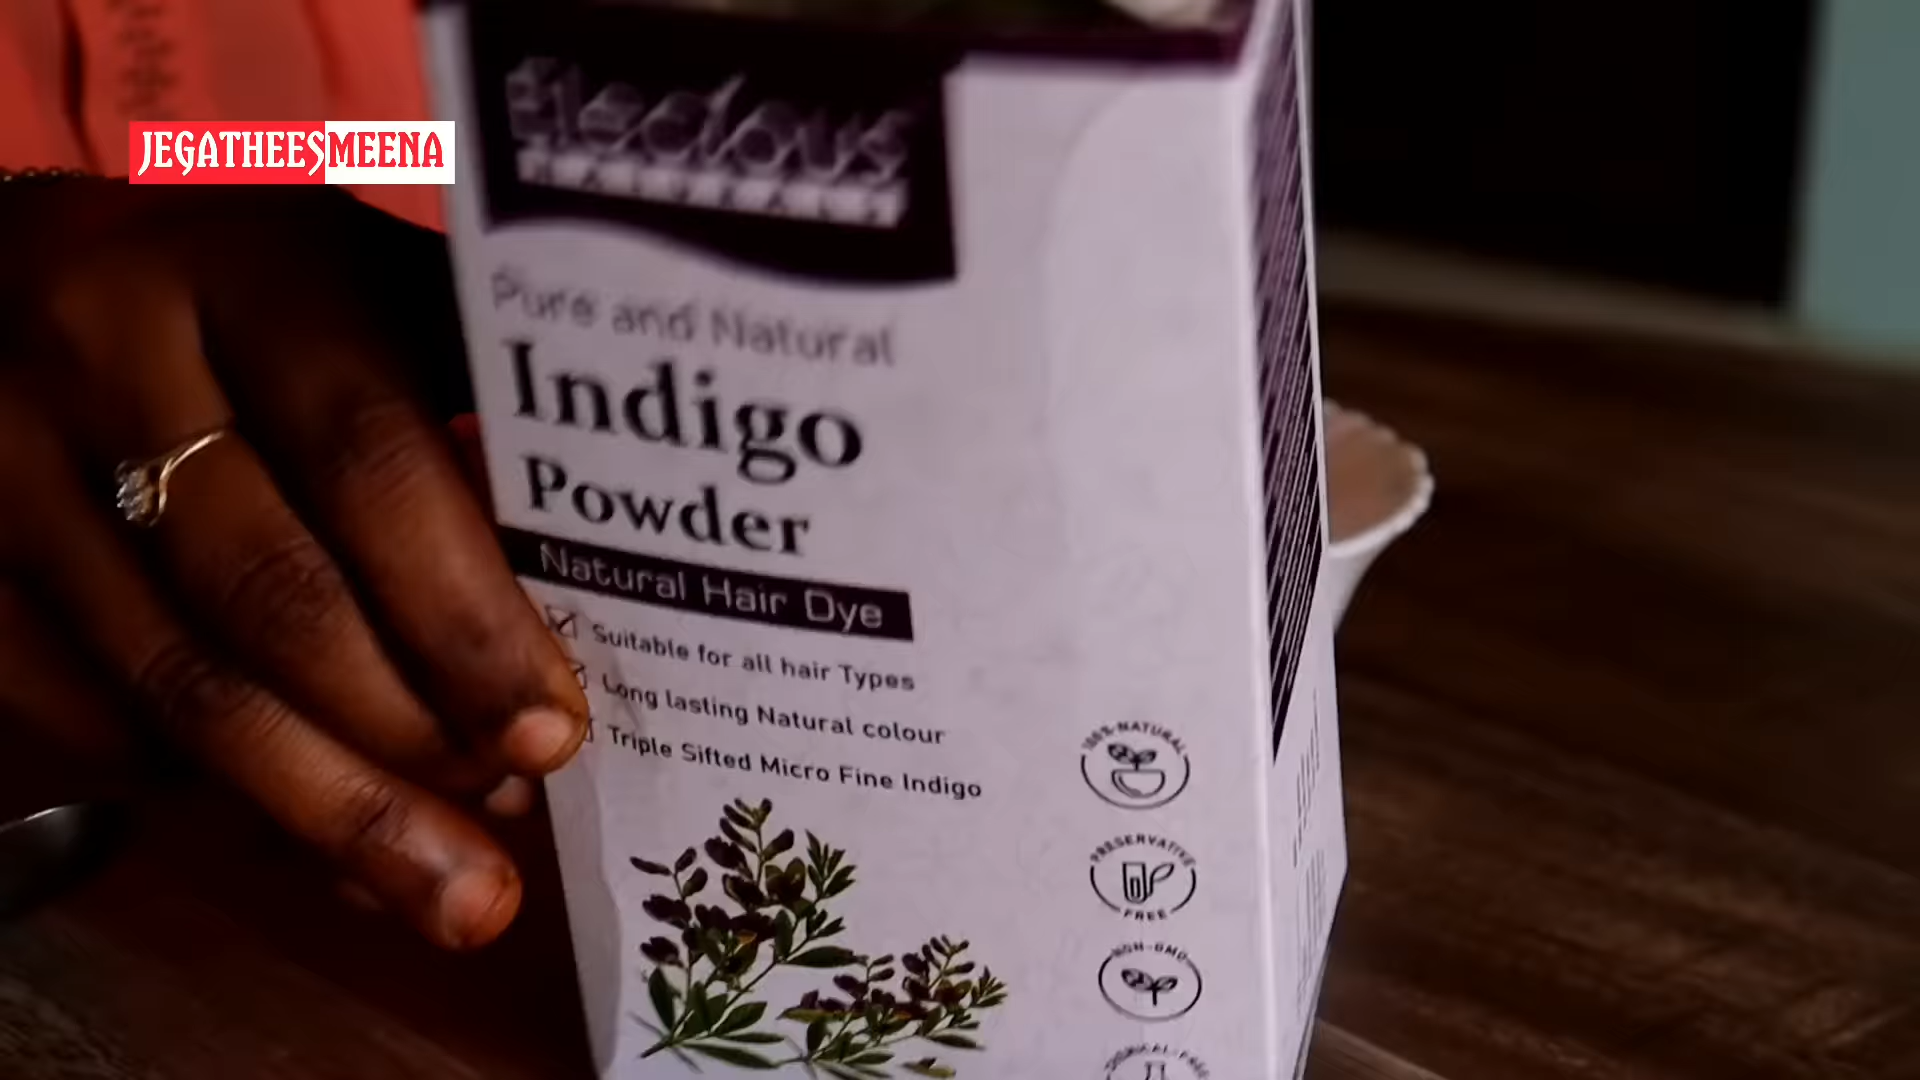 JEGATHEESMEENA
Pure and Natural
Indigo
Powder
Natural Hair Dye
Suitable for all hair Types
Long lasting Natural colour
Triple Sifted Micro Fine Indigo
100% NATURAL
PRESERVATIVE
FREE
NON-GMO